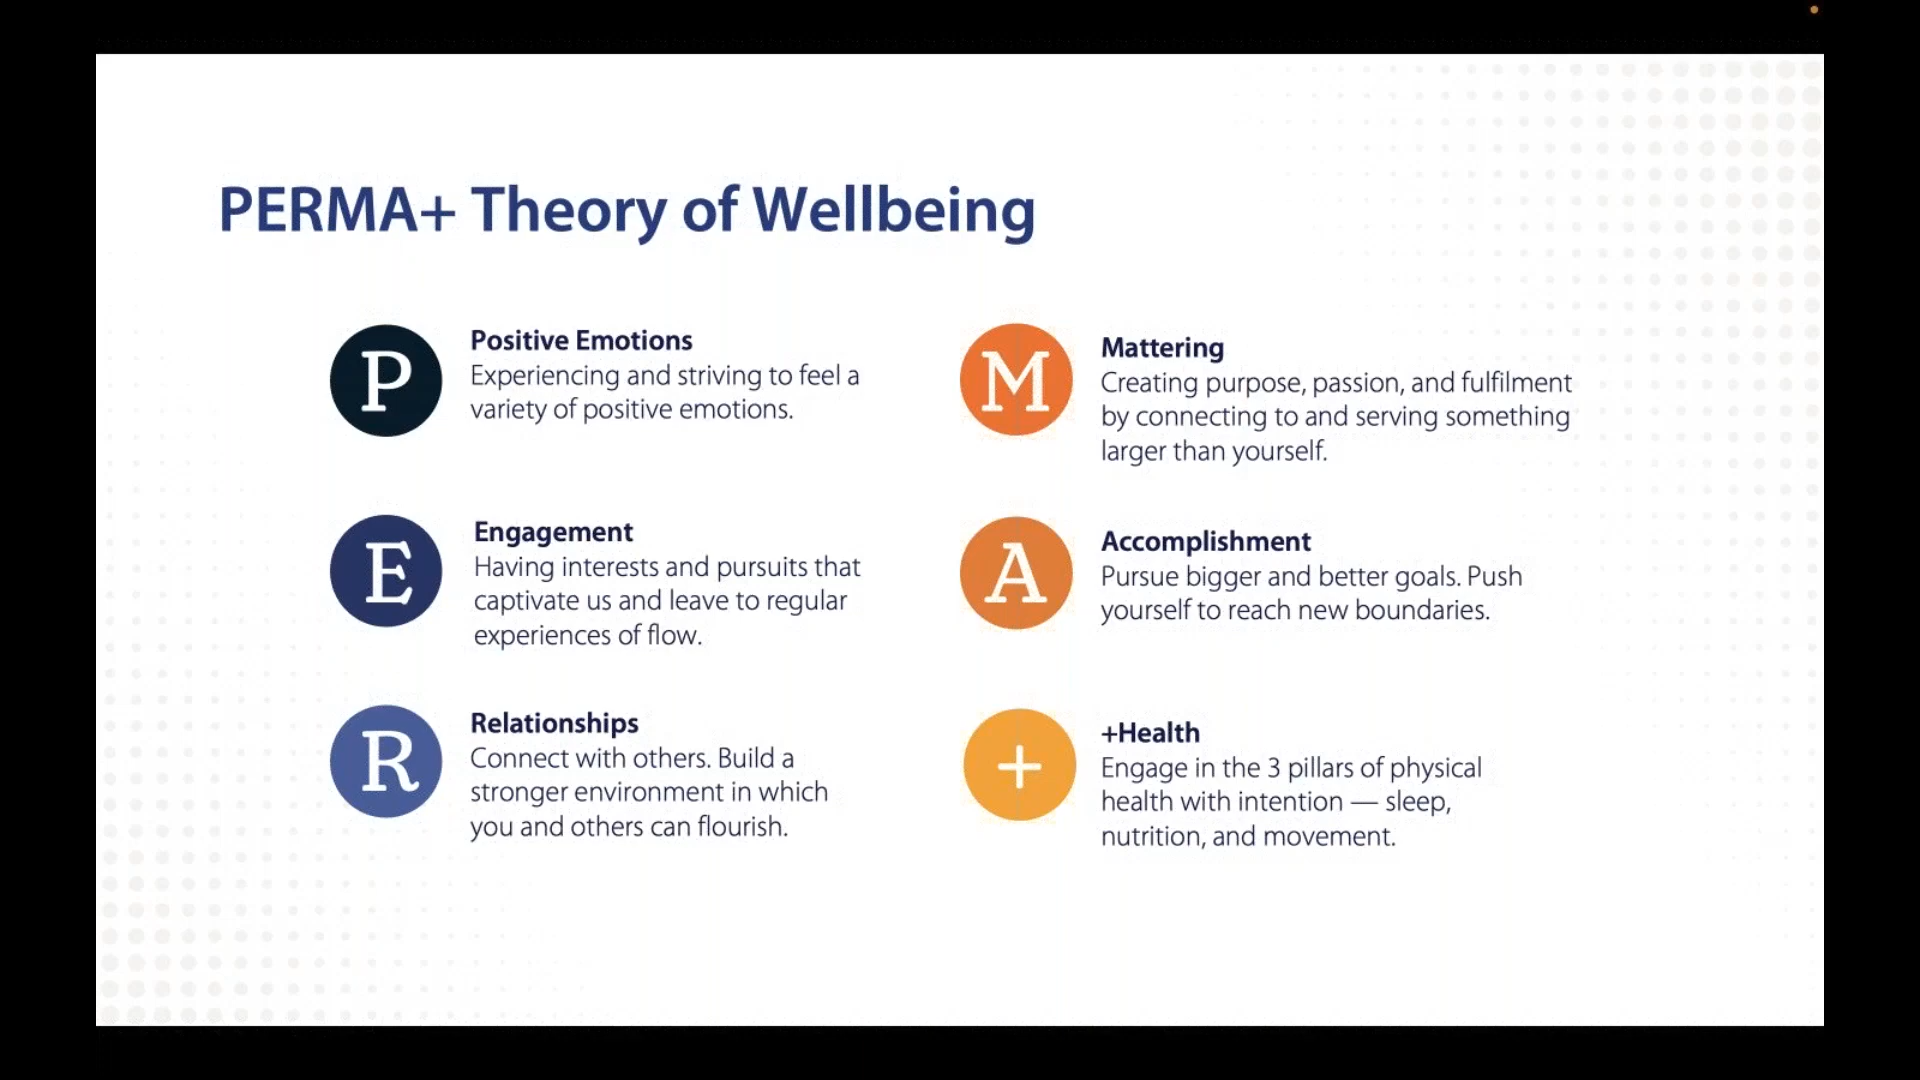 PERMA+ Theory of Wellbeing
P
Positive Emotions
Experiencing and striving to feel a
variety of positive emotions.
E
Engagement
Having interests and pursuits that
captivate us and leave to regular
experiences of flow.
R
Relationships
Connect with others. Build a
stronger environment in which
you and others can flourish.
M
Mattering
Creating purpose, passion, and fulfilment
by connecting to and serving something
larger than yourself.
A
Accomplishment
Pursue bigger and better goals. Push
yourself to reach new boundaries.
+
+Health
Engage in the 3 pillars of physical
health with intention — sleep,
nutrition, and movement.